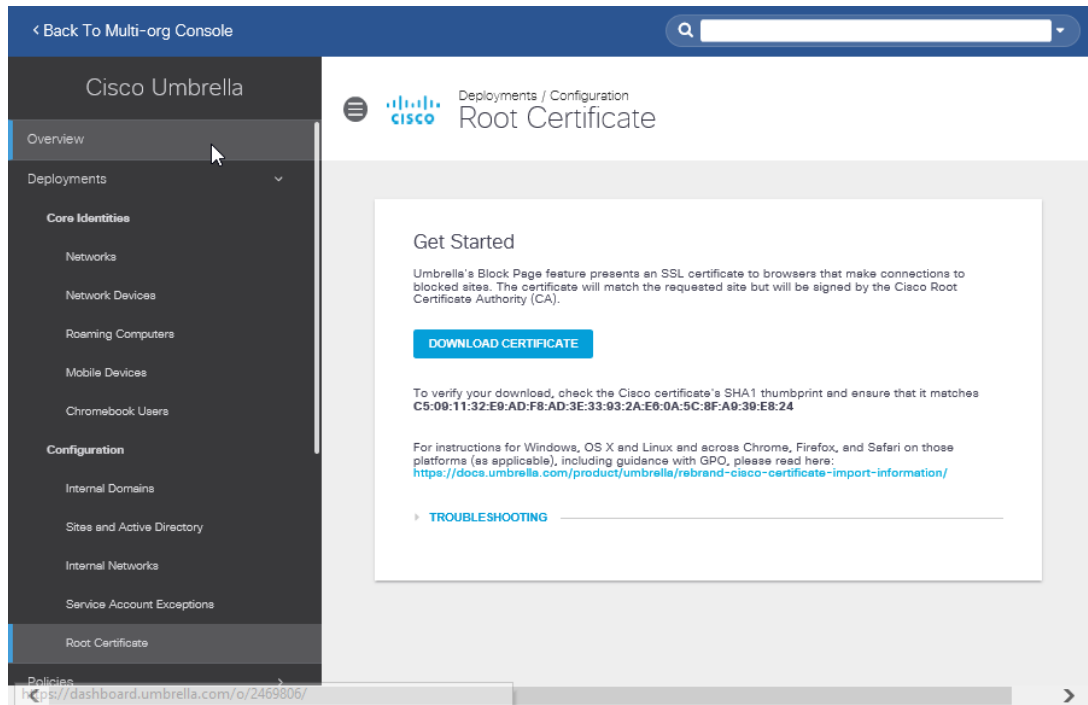 Back To Multi-org Console
Cisco Umbrella
Overview
Deployments
Core Identities
Networks
Network Devices
Roaming Computers
Mobile Devices
Chromebook Users
Configuration
Internal Domains
Sites and Active Directory
Internal Networks
Service Account Exceptions
Root Certificate
Policies
https://dashboard.umbrella.com/o/2469806/
cisco
Deployments / Configuration
Root Certificate
Get Started
Umbrella's Block Page feature presents an SSL certificate to browsers that make connections to
blocked sites. The certificate will match the requested site but will be signed by the Cisco Root
Certificate Authority (CA).
DOWNLOAD CERTIFICATE
To verify your download, check the Cisco certificate's SHA1 thumbprint and ensure that it matches
C5:09:11:32:E9:AD:F8:AD:3E:33:93:2A:E6:0A:5C:8F:A9:39:E8:24
For instructions for Windows, OS X and Linux and across Chrome, Firefox, and Safari on those
platforms (as applicable), including guidance with GPO, please read here:
https://docs.umbrella.com/product/umbrella/rebrand-cisco-certificate-import-information/
TROUBLESHOOTING